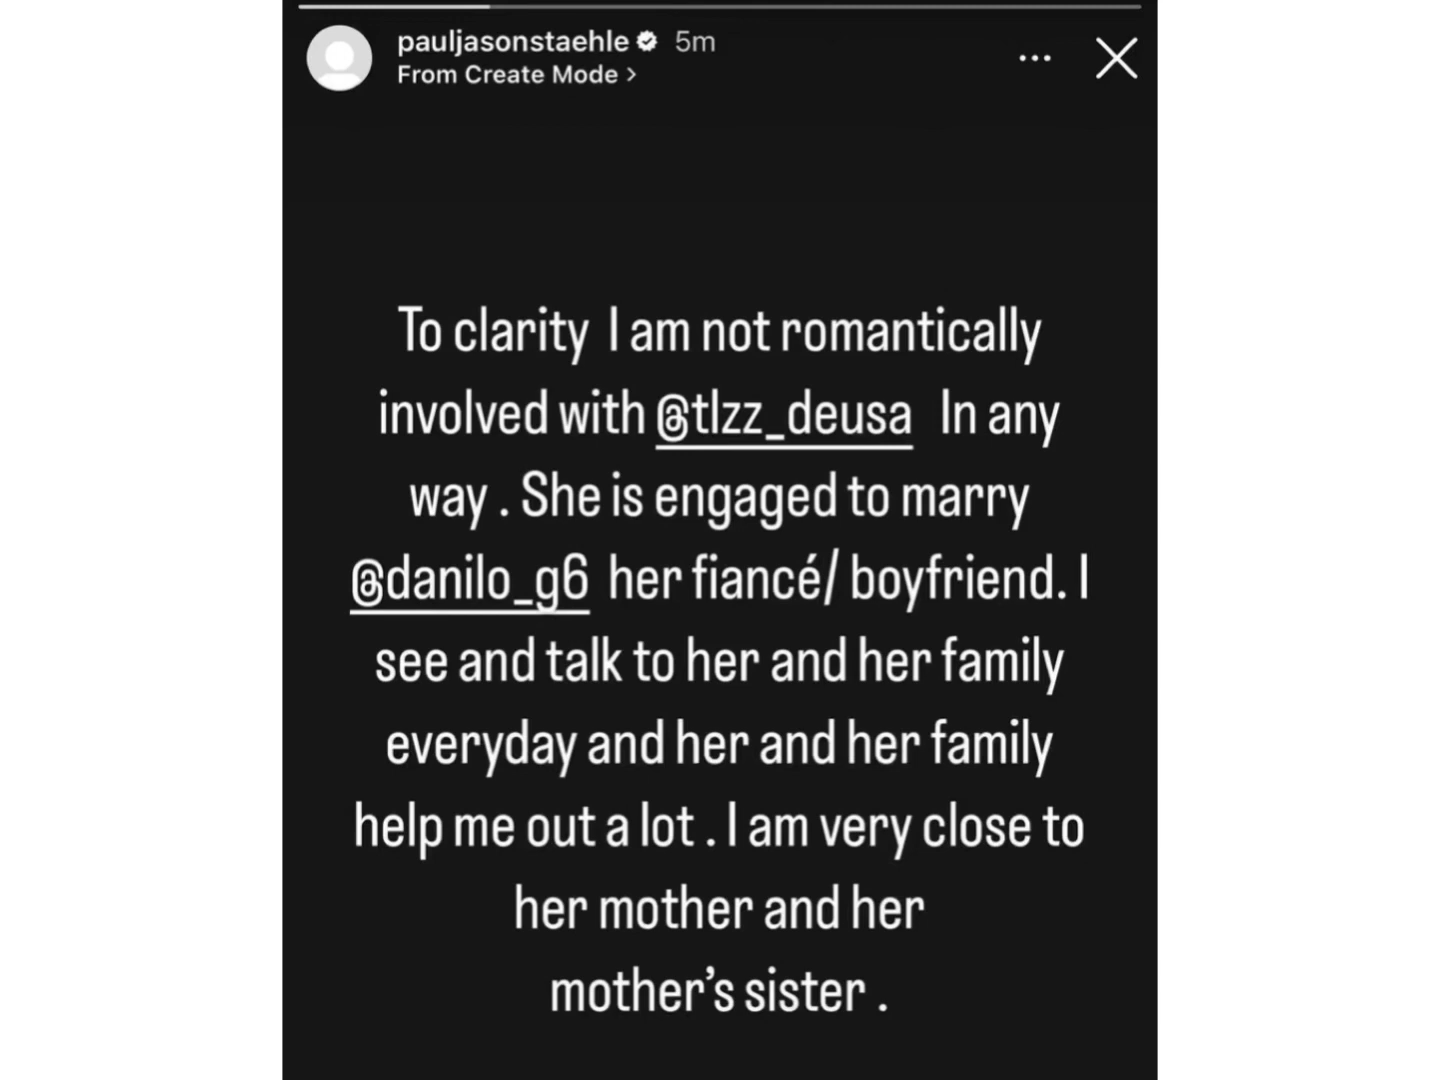 pauljasonstaehle 5m
From Create Mode >
To clarity I am not romantically
involved with @tlzz_deusa In any
way . She is engaged to marry
@danilo_g6 her fiancé/ boyfriend. I
see and talk to her and her family
everyday and her and her family
help me out a lot . I am very close to
her mother and her
mother’s sister .